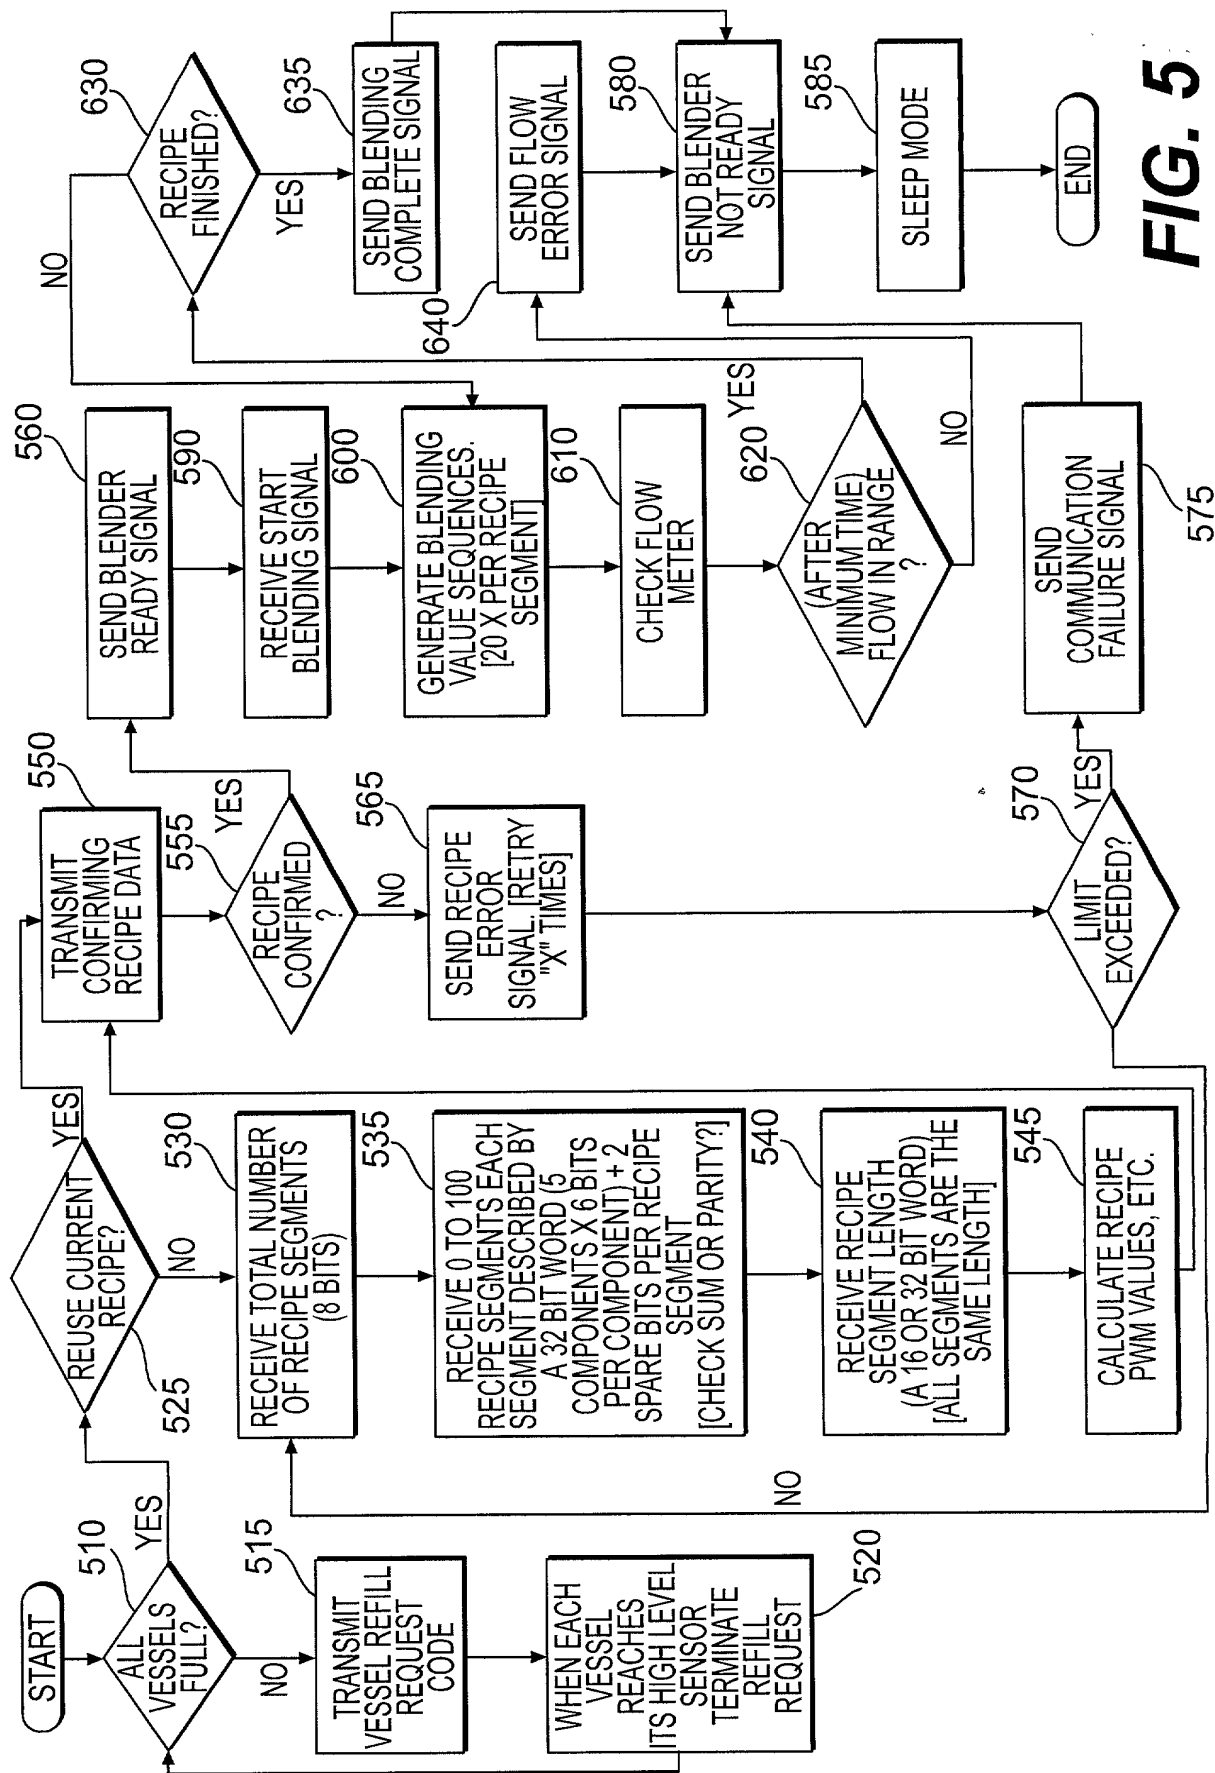 START
510
ALL
VESSELS
FULL?
YES
NO
515
TRANSMIT
VESSEL REFILL
REQUEST
CODE
WHEN EACH
VESSEL
REACHES
ITS HIGH LEVEL
SENSOR
TERMINATE
REFILL
REQUEST
520
REUSE CURRENT
RECIPE?
525
YES
NO
530
RECEIVE TOTAL NUMBER
OF RECIPE SEGMENTS
(8 BITS)
535
RECEIVE 0 TO 100
RECIPE SEGMENTS EACH
SEGMENT DESCRIBED BY
A 32 BIT WORD (5
COMPONENTS X 6 BITS
PER COMPONENT) + 2
SPARE BITS PER RECIPE
SEGMENT
[CHECK SUM OR PARITY?]
540
RECEIVE RECIPE
SEGMENT LENGTH
(A 16 OR 32 BIT WORD)
[ALL SEGMENTS ARE THE
SAME LENGTH]
545
CALCULATE RECIPE
PWM VALUES, ETC.
NO
550
TRANSMIT
CONFIRMING
RECIPE DATA
555
RECIPE
CONFIRMED
?
YES
NO
565
SEND RECIPE
ERROR
SIGNAL. [RETRY
"X" TIMES]
570
LIMIT
EXCEEDED?
YES
SEND
COMMUNICATION
FAILURE SIGNAL
575
560
SEND BLENDER
READY SIGNAL
590
RECEIVE START
BLENDING SIGNAL
600
GENERATE BLENDING
VALUE SEQUENCES.
[20 X PER RECIPE
SEGMENT]
610
CHECK FLOW
METER
620
(AFTER
MINIMUM TIME)
FLOW IN RANGE
?
YES
NO
630
RECIPE
FINISHED?
NO
YES
635
SEND BLENDING
COMPLETE SIGNAL
640
SEND FLOW
ERROR SIGNAL
580
SEND BLENDER
NOT READY
SIGNAL
585
SLEEP MODE
END
FIG. 5